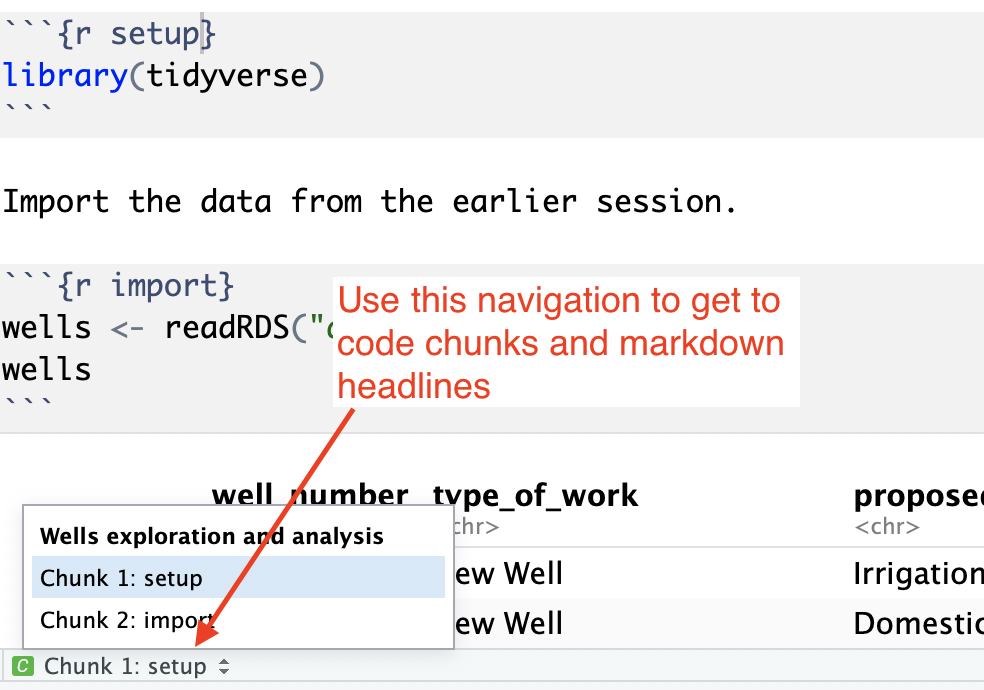 ```{r setup}
library(tidyverse)
```
Import the data from the earlier session.
```{r import}
wells <- readRDS("
wells
```
Use this navigation to get to
code chunks and markdown
headlines
well_number type_of_work proposed
<chr> <chr>
Wells exploration and analysis
Chunk 1: setup
Chunk 2: import
ew Well Irrigation
ew Well Domestic
C Chunk 1: setup